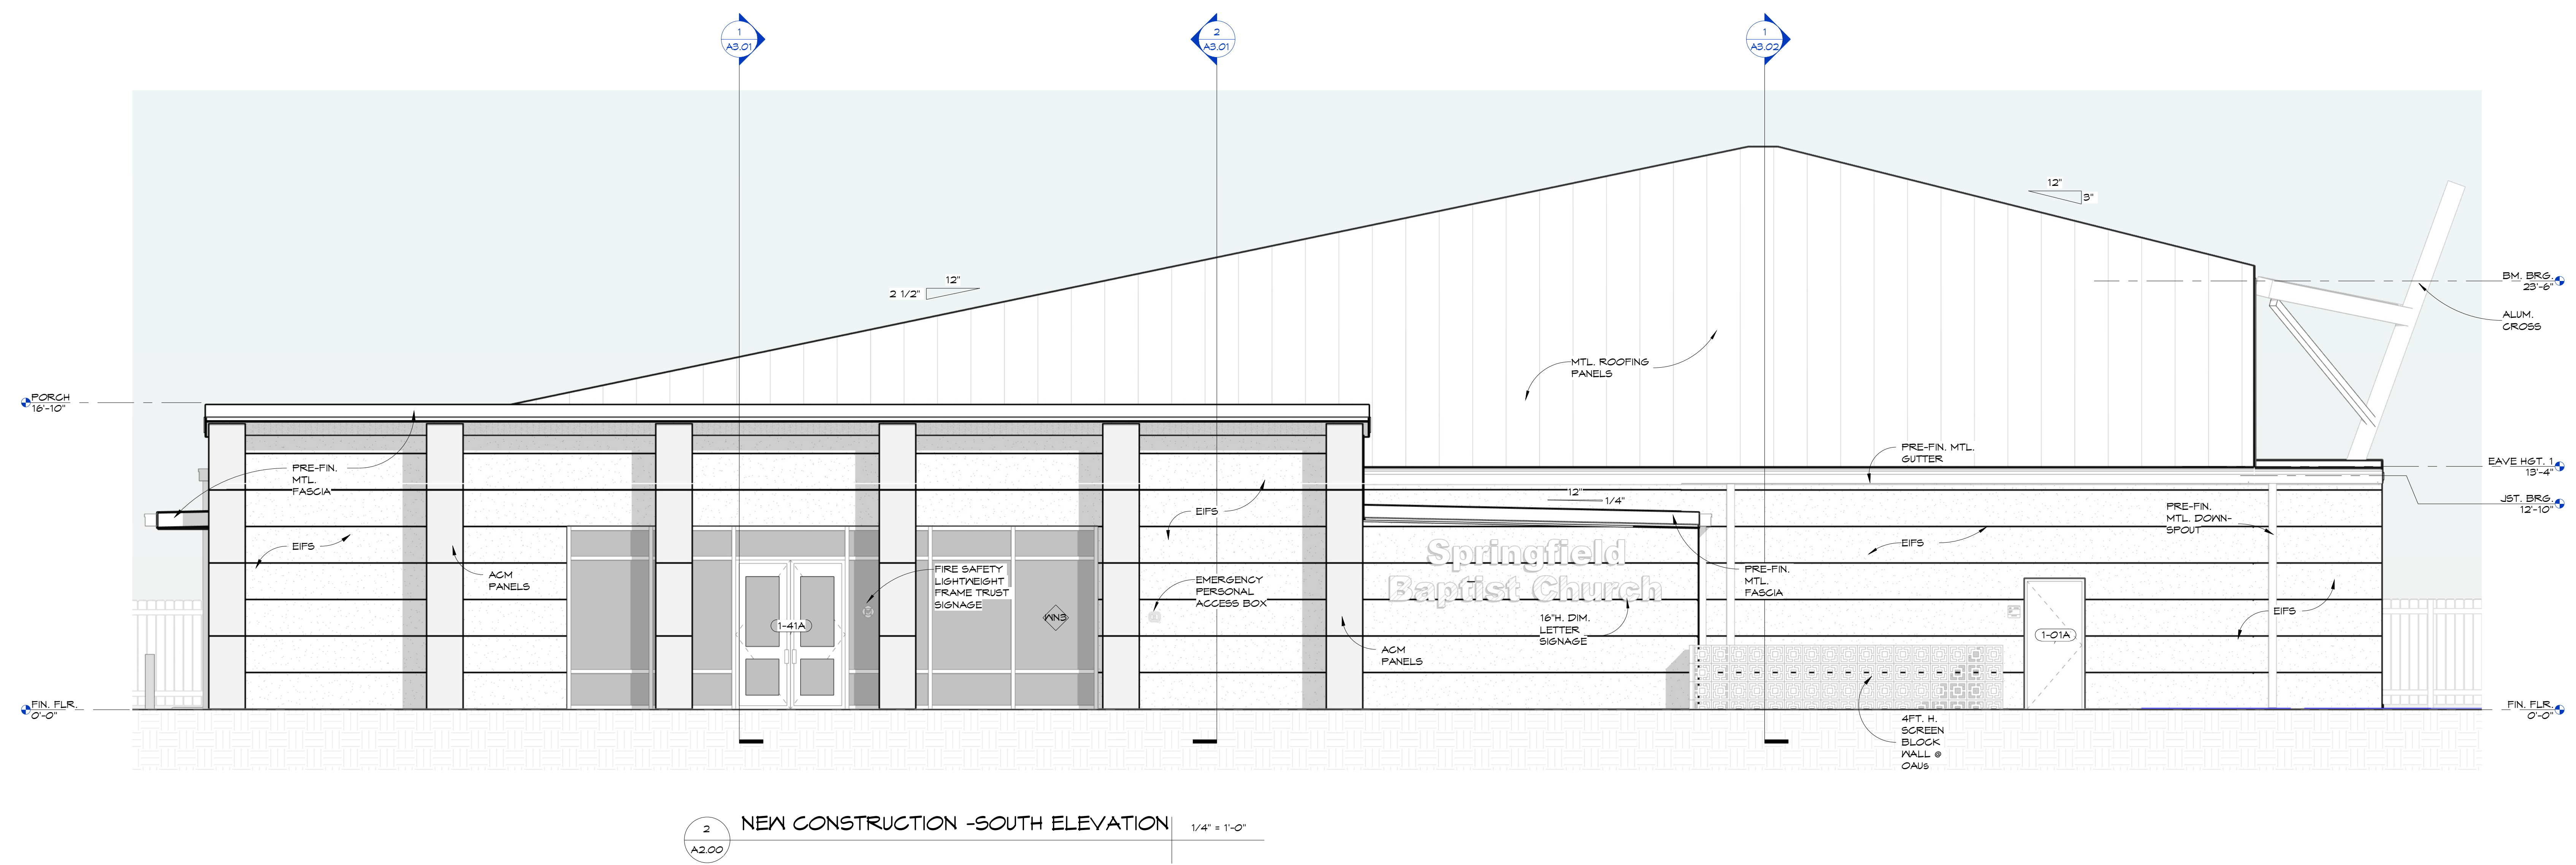 1
A3.01
2
A3.01
1
A3.02
12"
3"
12"
2 1/2"
BM. BRG.
23'-6"
ALUM.
CROSS
MTL. ROOFING
PANELS
PORCH
16'-10"
PRE-FIN. MTL.
GUTTER
EAVE HGT. 1
13'-4"
PRE-FIN.
MTL.
FASCIA
12"
1/4"
JST. BRG.
12'-10"
PRE-FIN.
MTL. DOWN-
SPOUT
EIFS
EIFS
EIFS
ACM
PANELS
FIRE SAFETY
LIGHTWEIGHT
FRAME TRUST
SIGNAGE
EMERGENCY
PERSONAL
ACCESS BOX
Springfield
Baptist Church
PRE-FIN.
MTL.
FASCIA
16"H. DIM.
LETTER
SIGNAGE
EIFS
1-41A
WN3
1-01A
ACM
PANELS
FIN. FLR.
0'-0"
FIN. FLR.
0'-0"
4FT. H.
SCREEN
BLOCK
WALL @
OAUs
2
A2.00
NEW CONSTRUCTION -SOUTH ELEVATION
1/4" = 1'-0"